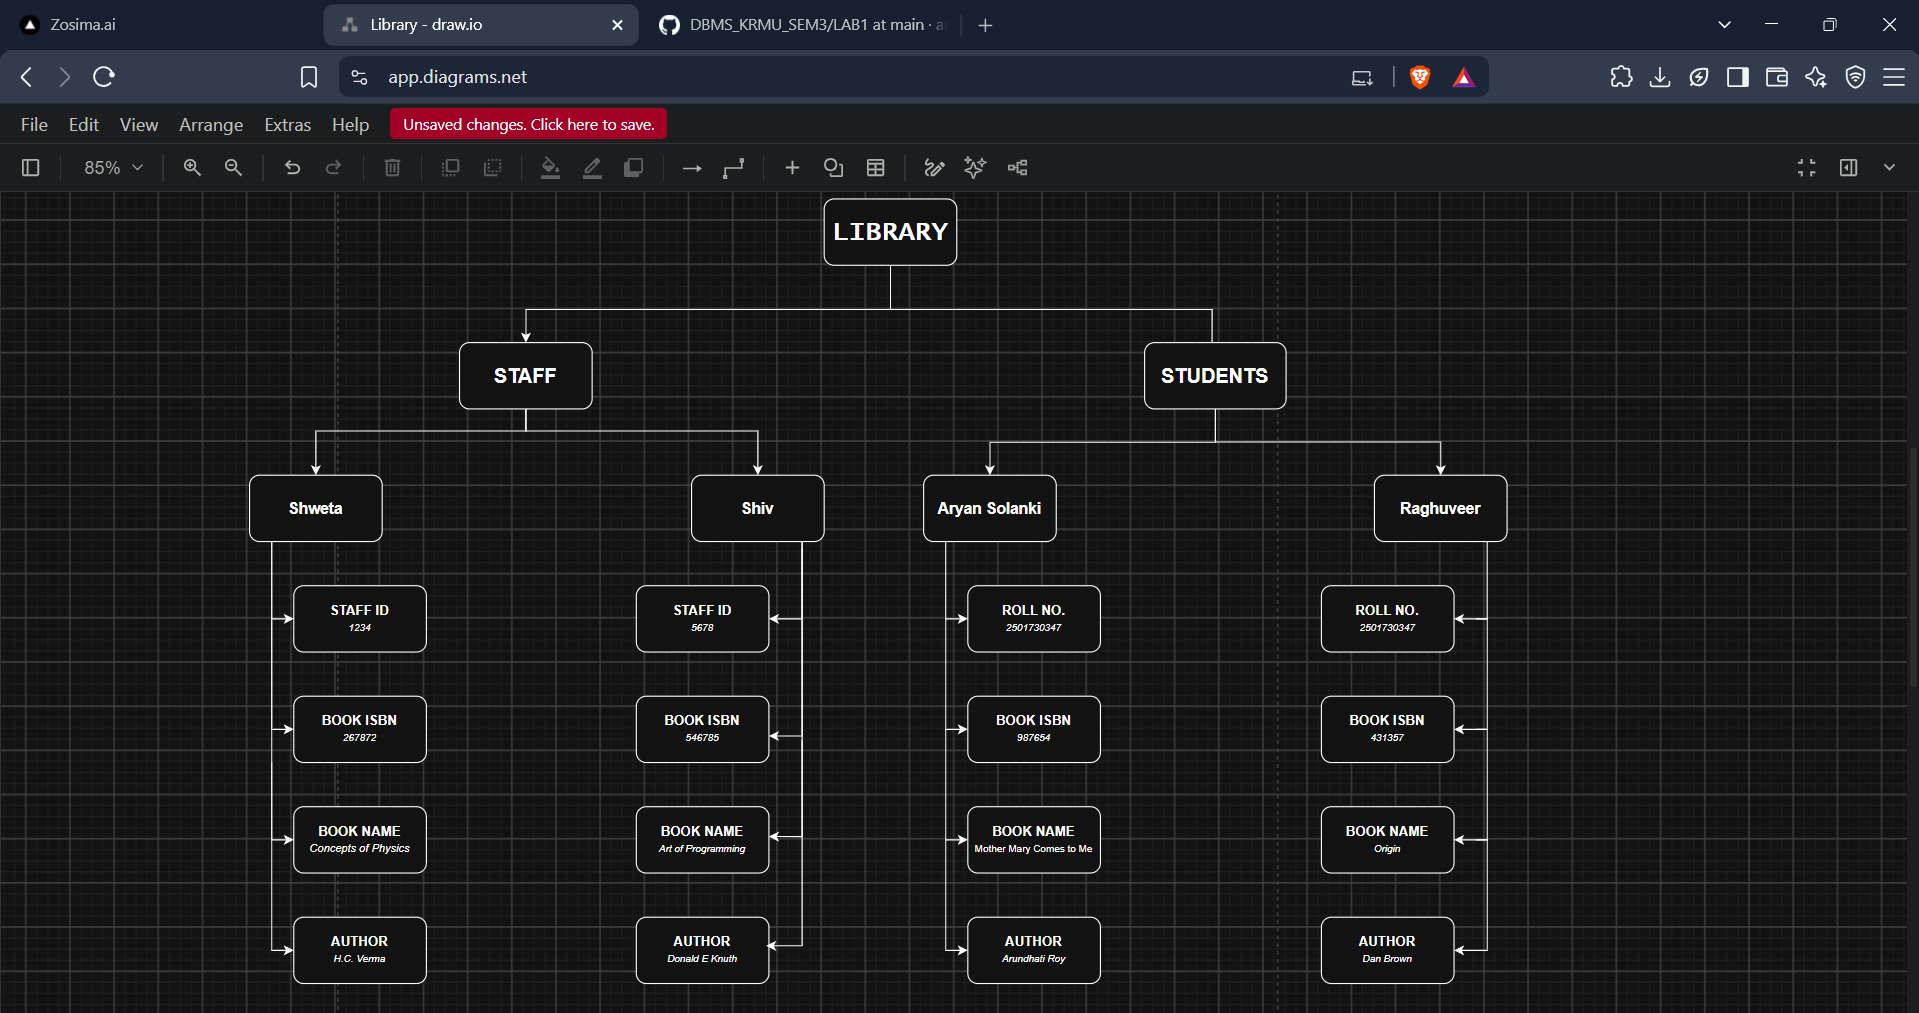 Zosima.ai
Library - draw.io
DBMS_KRMU_SEM3/LAB1 at main · a
app.diagrams.net
File Edit View Arrange Extras Help Unsaved changes. Click here to save.
85%
LIBRARY
STAFF
STUDENTS
Shweta
Shiv
Aryan Solanki
Raghuveer
STAFF ID
1234
STAFF ID
5678
ROLL NO.
2501730347
ROLL NO.
2501730347
BOOK ISBN
267872
BOOK ISBN
546785
BOOK ISBN
987654
BOOK ISBN
431357
BOOK NAME
Concepts of Physics
BOOK NAME
Art of Programming
BOOK NAME
Mother Mary Comes to Me
BOOK NAME
Origin
AUTHOR
H.C. Verma
AUTHOR
Donald E Knuth
AUTHOR
Arundhati Roy
AUTHOR
Dan Brown